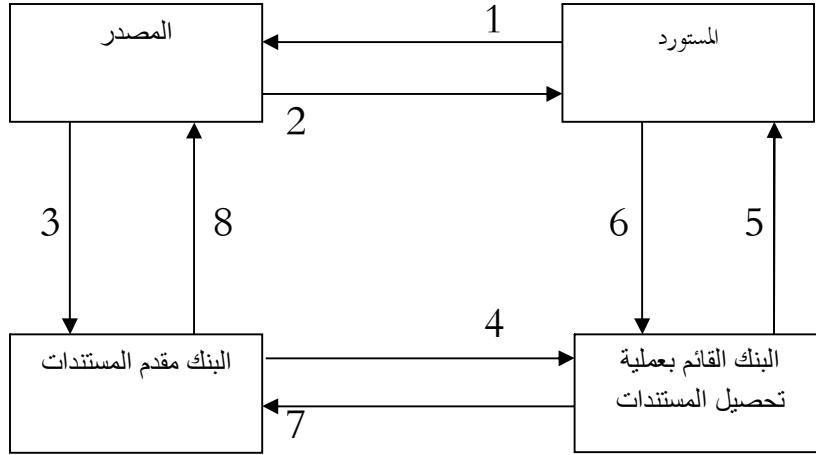 المستورد
1
المصدر
2
3
8
6
5
4
البنك مقدم المستندات
البنك القائم بعملية
تحصيل المستندات
7